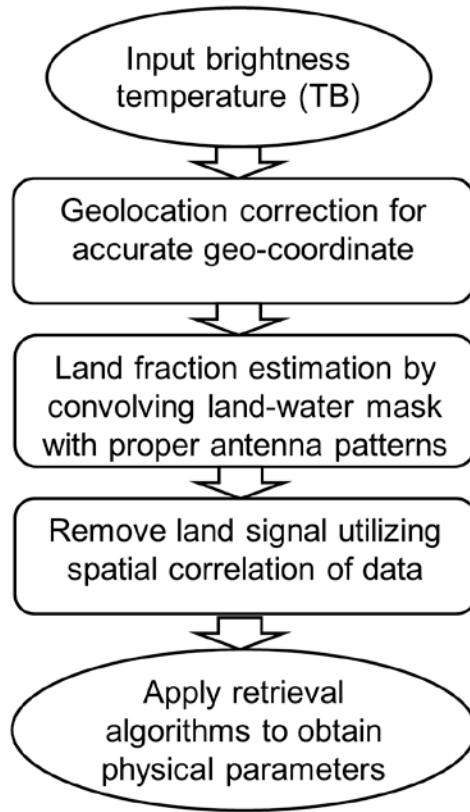 Input brightness
temperature (TB)
Geolocation correction for
accurate geo-coordinate
Land fraction estimation by
convolving land-water mask
with proper antenna patterns
Remove land signal utilizing
spatial correlation of data
Apply retrieval
algorithms to obtain
physical parameters